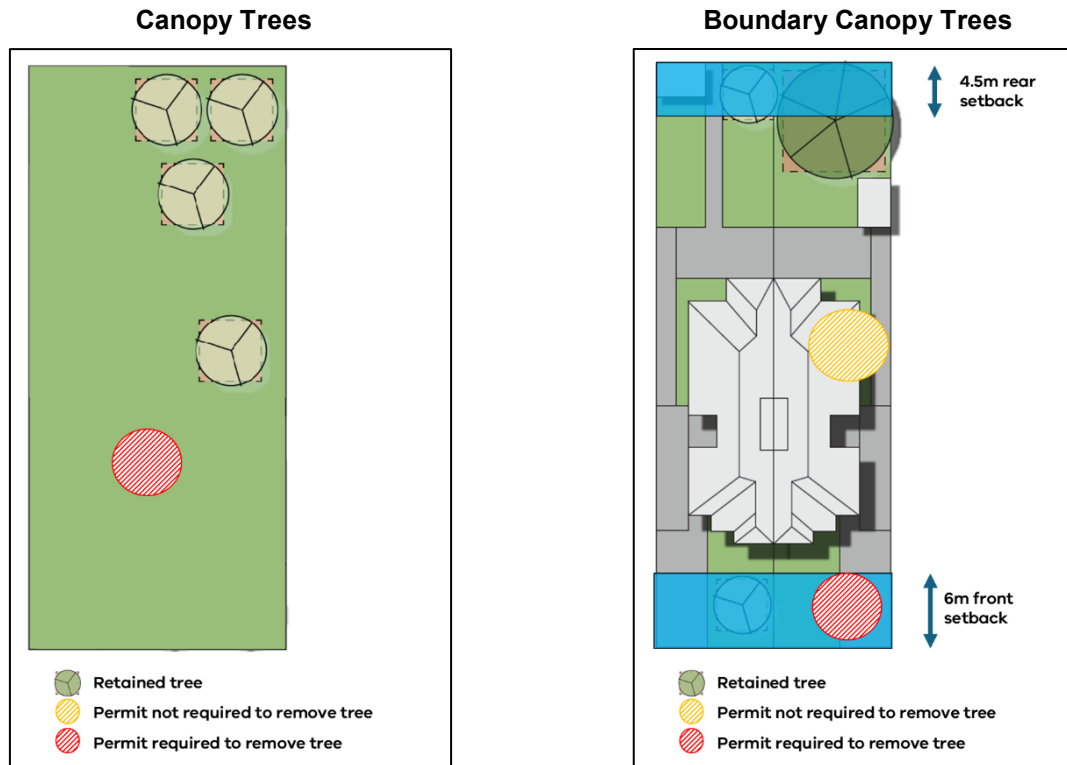 Canopy Trees
Retained tree
Permit not required to remove tree
Permit required to remove tree
Boundary Canopy Trees
4.5m rear
setback
6m front
setback
Retained tree
Permit not required to remove tree
Permit required to remove tree